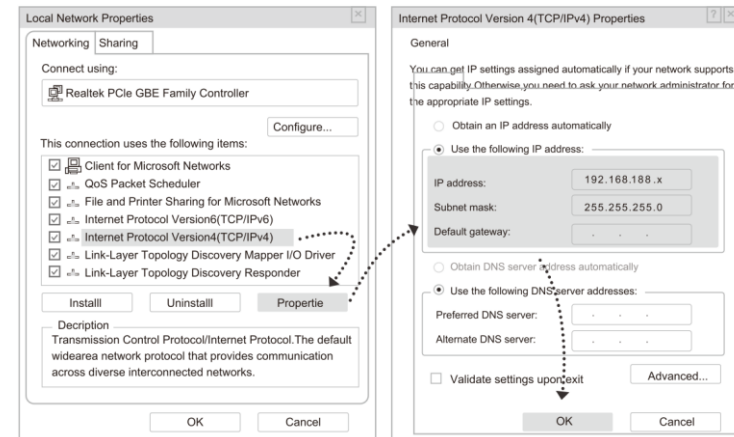 Local Network Properties
Networking Sharing
Connect using:
Realtek PCIe GBE Family Controller
Configure...
This connection uses the following items:
Client for Microsoft Networks
QoS Packet Scheduler
File and Printer Sharing for Microsoft Networks
Internet Protocol Version6(TCP/IPv6)
Internet Protocol Version4(TCP/IPv4)
Link-Layer Topology Discovery Mapper I/O Driver
Link-Layer Topology Discovery Responder
Installl Uninstalll Propertie
Decription
Transmission Control Protocol/Internet Protocol.The default
widearea network protocol that provides communication
across diverse interconnected networks.
OK Cancel
Internet Protocol Version 4(TCP/IPv4) Properties
General
You can get IP settings assigned automatically if your network supports
this capability.Otherwise,you need to ask your network administrator for
the appropriate IP settings.
Obtain an IP address automatically
Use the following IP address:
IP address: 192.168.188.x
Subnet mask: 255.255.255.0
Default gateway: . . .
Obtain DNS server address automatically
Use the following DNS server addresses:
Preferred DNS server: . . .
Alternate DNS server: . . .
Validate settings upon exit Advanced...
OK Cancel